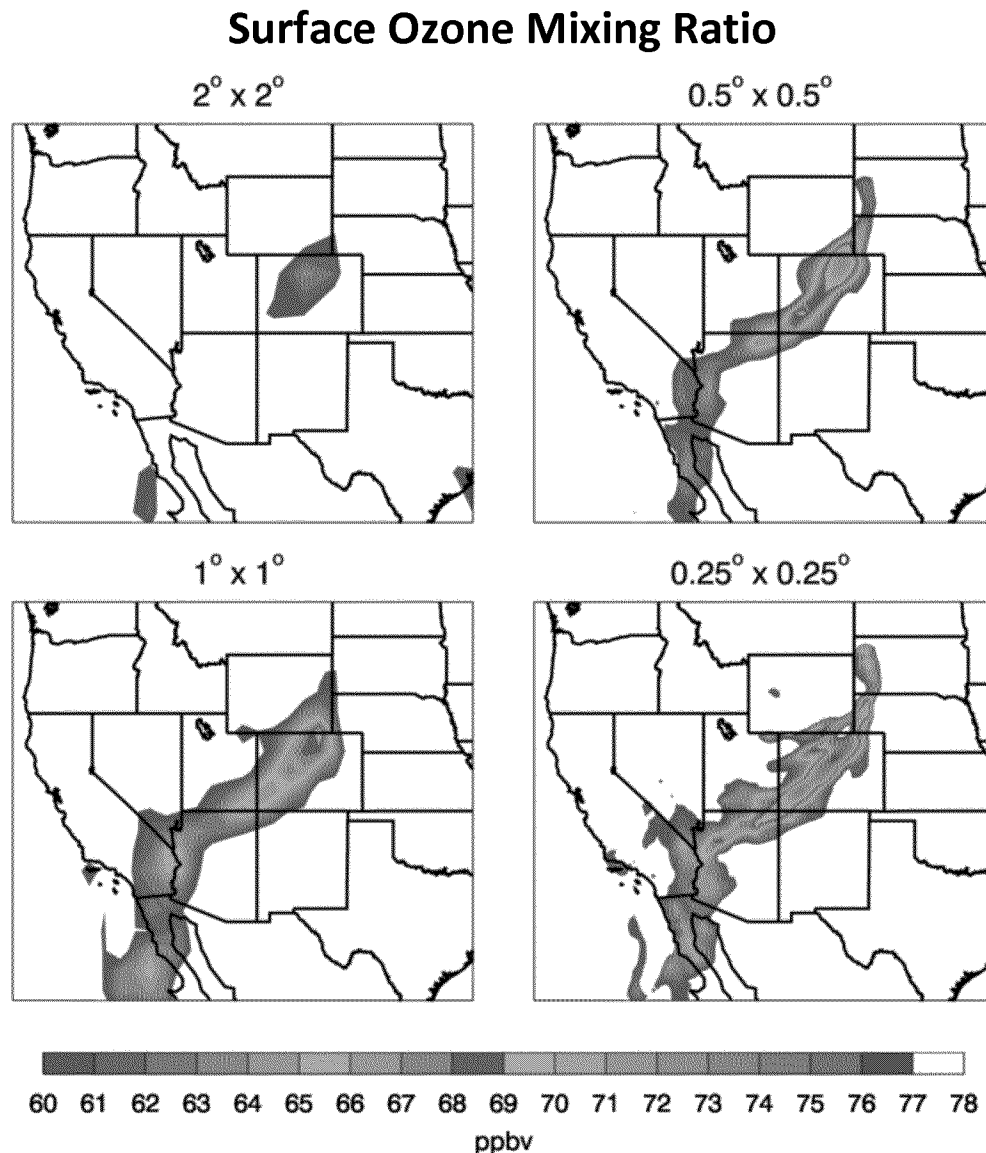 Surface Ozone Mixing Ratio
2° x 2°
0.5° x 0.5°
1° x 1°
0.25° x 0.25°
60 61 62 63 64 65 66 67 68 69 70 71 72 73 74 75 76 77 78
ppbv